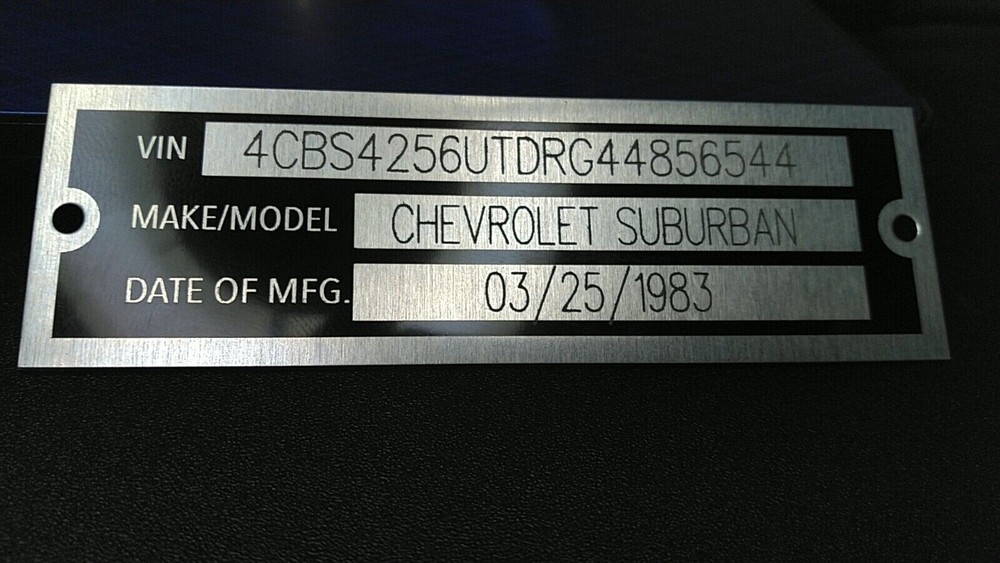 VIN 4CBS4256UTDRG44856544
MAKE/MODEL CHEVROLET SUBURBAN
DATE OF MFG. 03/25/1983